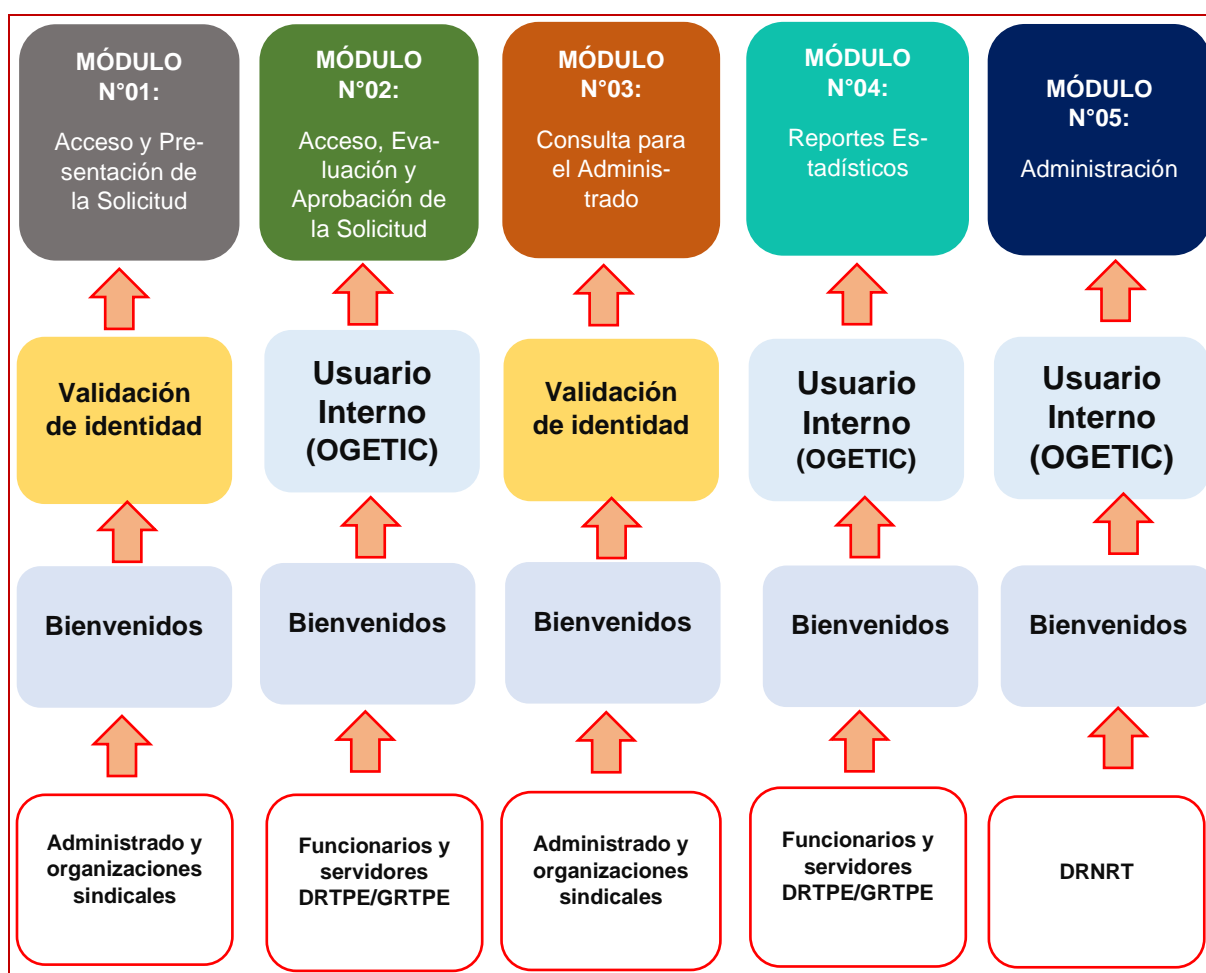 MÓDULO
N°01:
Acceso y Pre-
sentación de
la Solicitud
MÓDULO
N°02:
Acceso, Eva-
luación y
Aprobación de
la Solicitud
MÓDULO
N°03:
Consulta para
el Adminis-
trado
MÓDULO
N°04:
Reportes Es-
tadísticos
MÓDULO
N°05:
Administración
Validación
de identidad
Usuario
Interno
(OGETIC)
Validación
de identidad
Usuario
Interno
(OGETIC)
Usuario
Interno
(OGETIC)
Bienvenidos
Bienvenidos
Bienvenidos
Bienvenidos
Bienvenidos
Administrado y
organizaciones
sindicales
Funcionarios y
servidores
DRTPE/GRTPE
Administrado y
organizaciones
sindicales
Funcionarios y
servidores
DRTPE/GRTPE
DRNRT